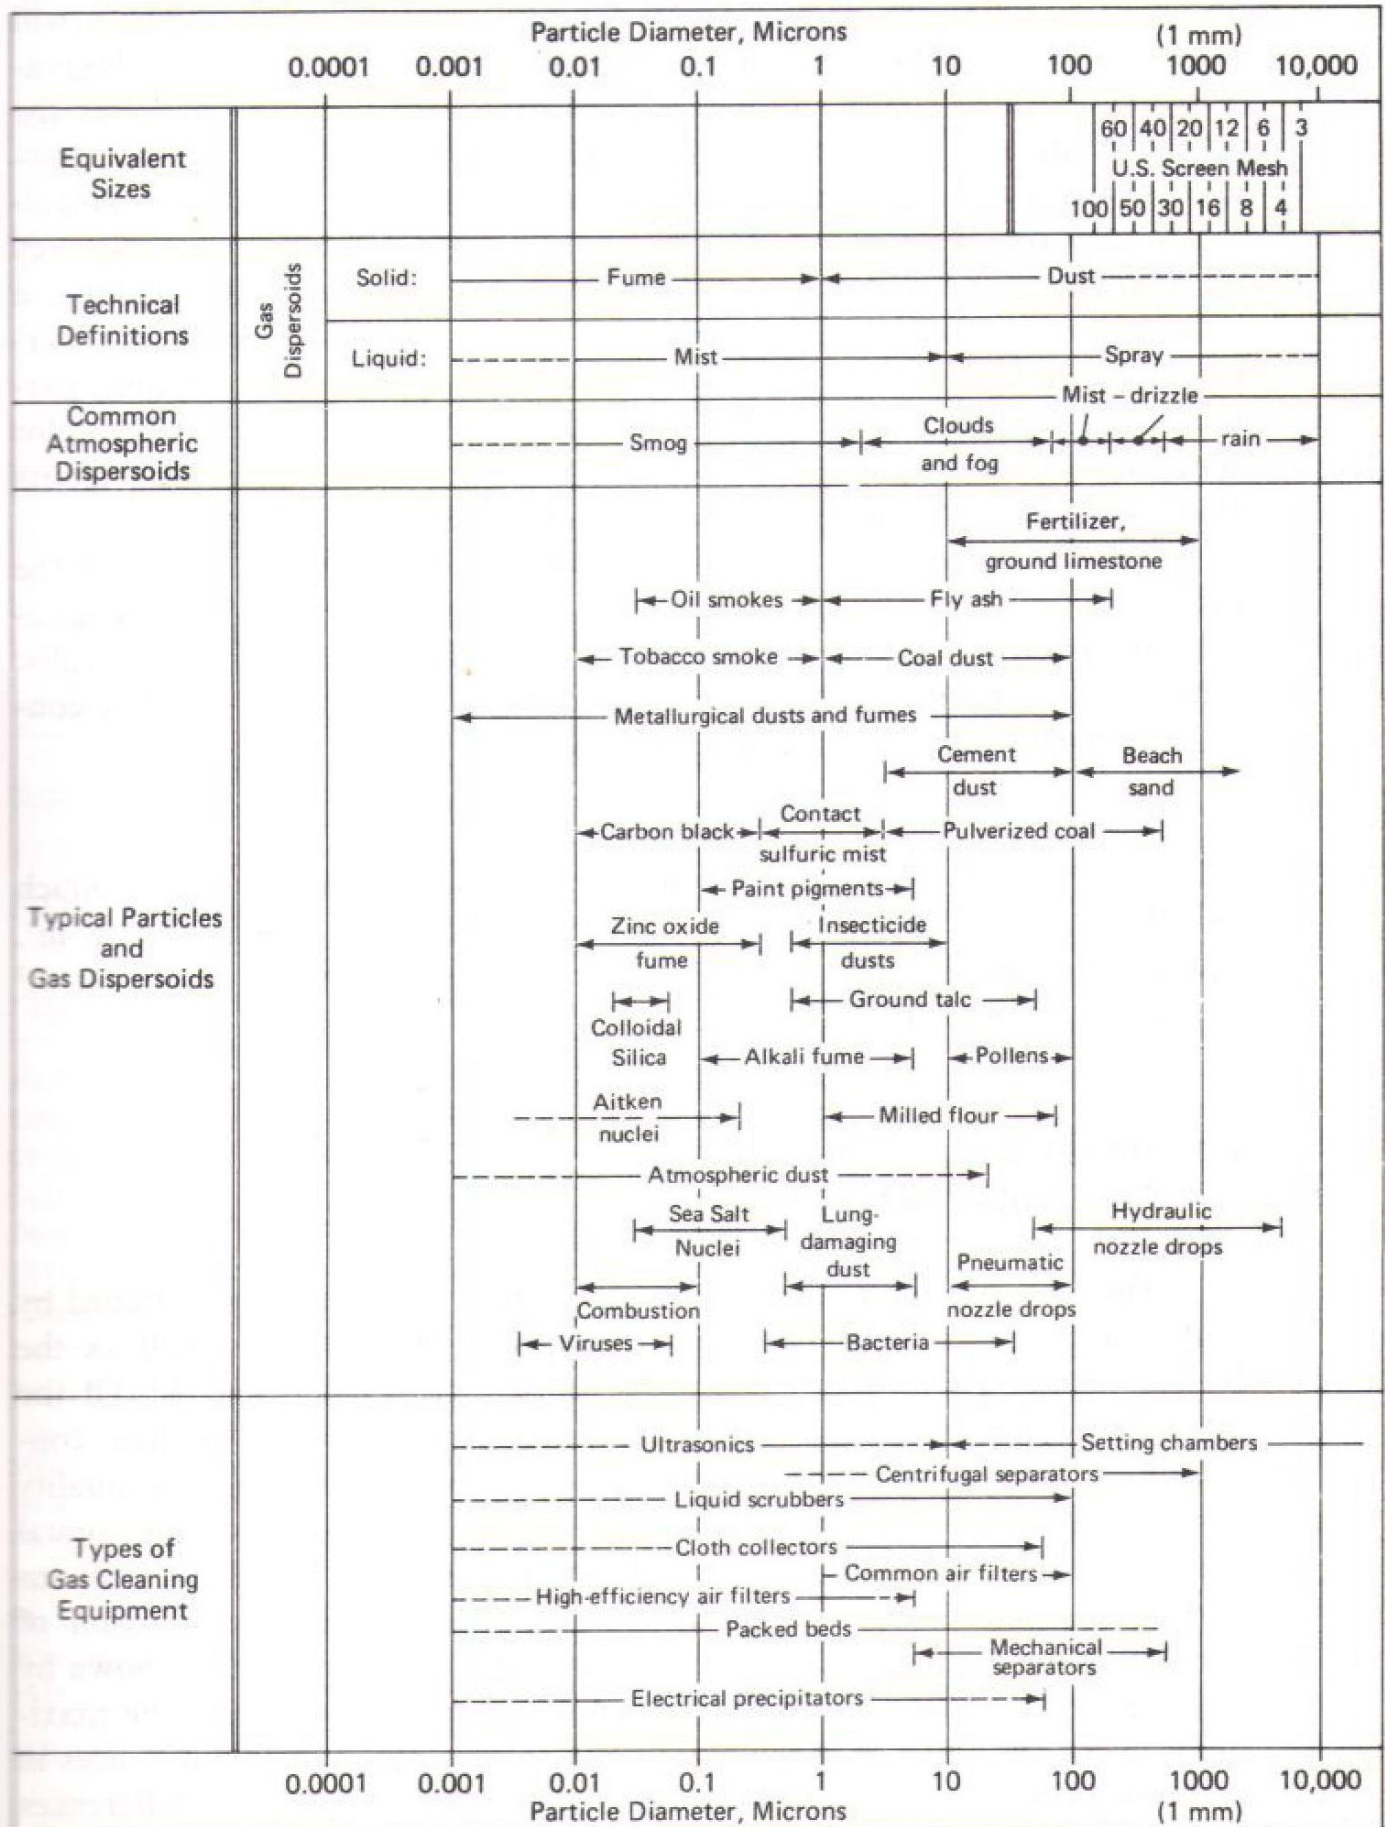 Particle Diameter, Microns
(1 mm)
0.0001 0.001 0.01 0.1 1 10 100 1000 10,000
Equivalent
Sizes
60 40 20 12 6 3
U.S. Screen Mesh
100 50 30 16 8 4
Technical
Definitions
Gas
Dispersoids
Solid: Fume Dust
Liquid: Mist Spray
Common
Atmospheric
Dispersoids
Mist – drizzle
Smog
Clouds
and fog
rain
Typical Particles
and
Gas Dispersoids
Fertilizer,
ground limestone
Oil smokes Fly ash
Tobacco smoke Coal dust
Metallurgical dusts and fumes
Cement
dust
Beach
sand
Carbon black
Contact
sulfuric mist
Pulverized coal
Paint pigments
Zinc oxide
fume
Insecticide
dusts
Ground talc
Colloidal
Silica
Alkali fume Pollens
Aitken
nuclei
Milled flour
Atmospheric dust
Sea Salt
Nuclei
Lung-
damaging
dust
Hydraulic
nozzle drops
Pneumatic
nozzle drops
Combustion
Viruses Bacteria
Types of
Gas Cleaning
Equipment
Ultrasonics Setting chambers
Centrifugal separators
Liquid scrubbers
Cloth collectors
Common air filters
High-efficiency air filters
Packed beds
Mechanical
separators
Electrical precipitators
0.0001 0.001 0.01 0.1 1 10 100 1000 10,000
Particle Diameter, Microns
(1 mm)